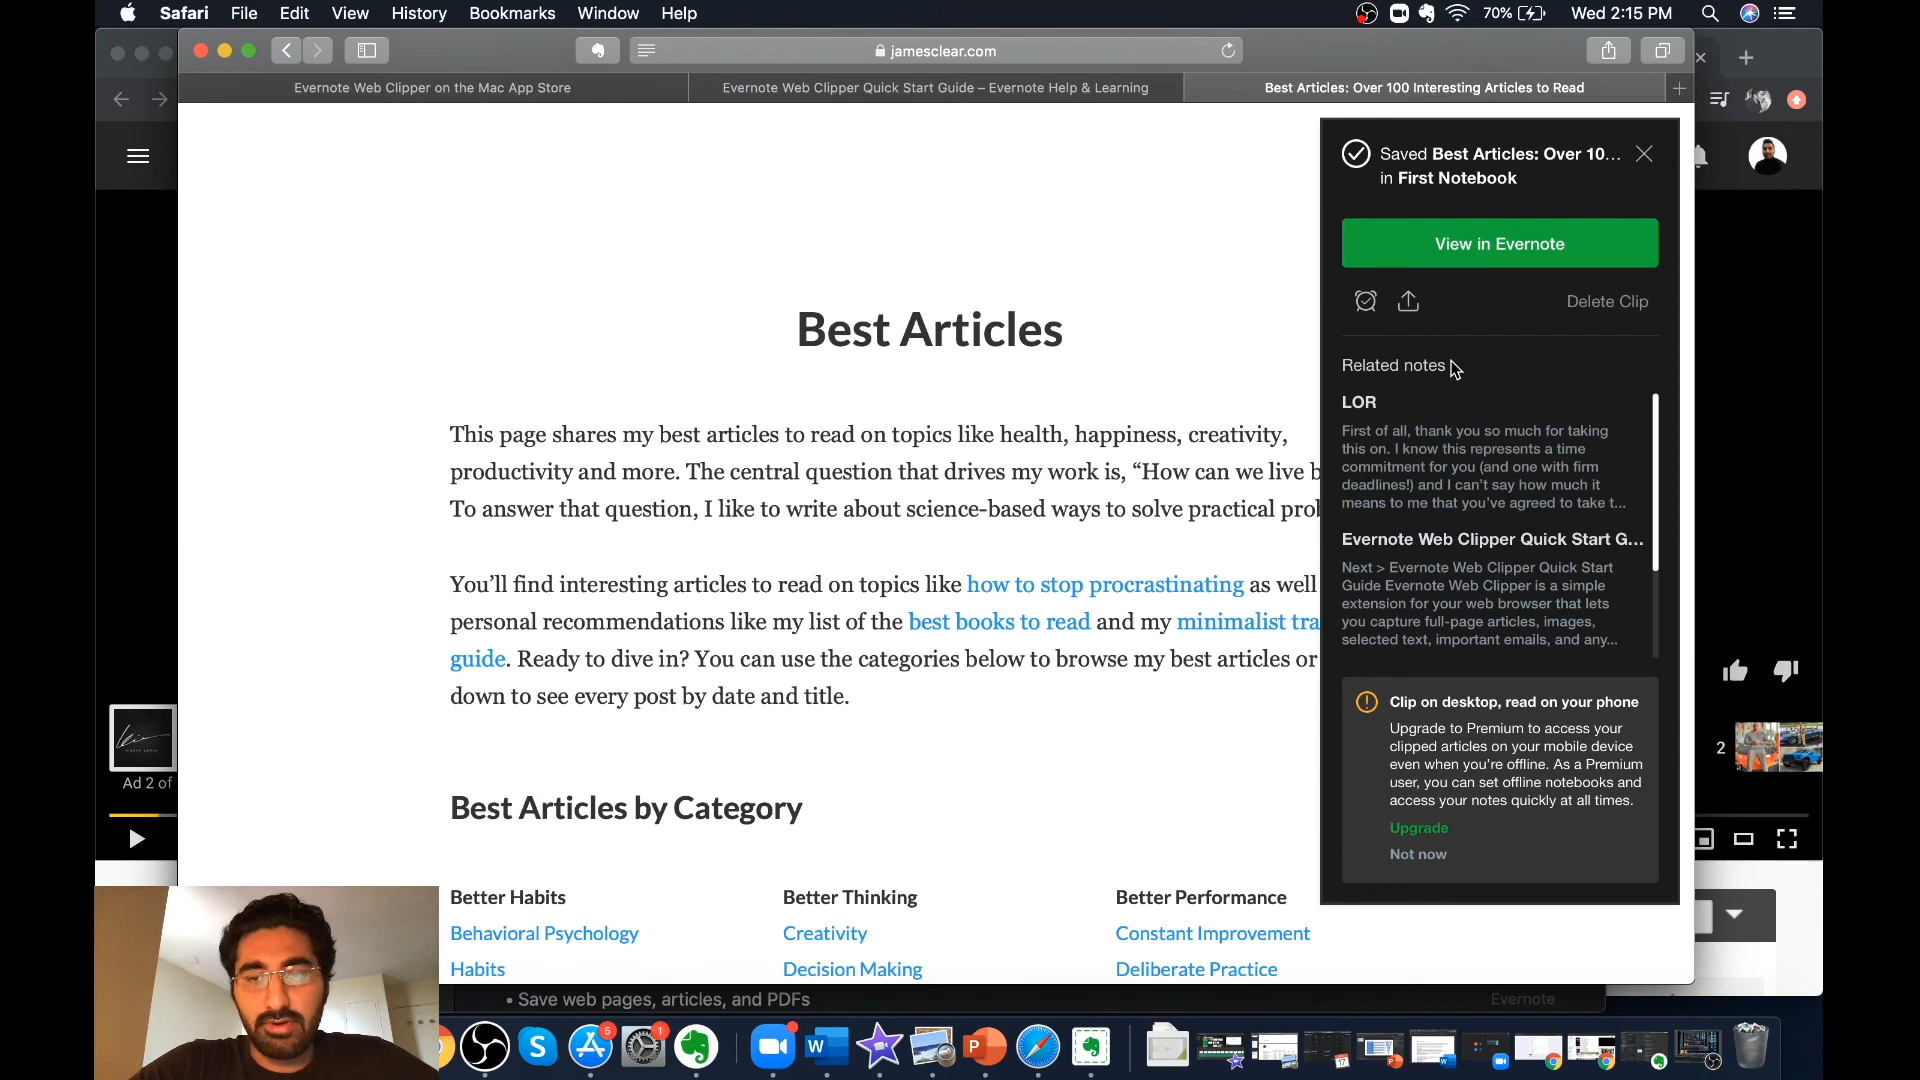 Safari File Edit View History Bookmarks Window Help
70% Wed 2:15 PM
jamesclear.com
Evernote Web Clipper on the Mac App Store
Evernote Web Clipper Quick Start Guide – Evernote Help & Learning
Best Articles: Over 100 Interesting Articles to Read
Best Articles
This page shares my best articles to read on topics like health, happiness, creativity,
productivity and more. The central question that drives my work is, “How can we live b
To answer that question, I like to write about science-based ways to solve practical prob
You’ll find interesting articles to read on topics like how to stop procrastinating as well
personal recommendations like my list of the best books to read and my minimalist tra
guide. Ready to dive in? You can use the categories below to browse my best articles or
down to see every post by date and title.
Best Articles by Category
Better Habits
Behavioral Psychology
Habits
Better Thinking
Creativity
Decision Making
Better Performance
Constant Improvement
Deliberate Practice
Saved Best Articles: Over 10...
in First Notebook
View in Evernote
Delete Clip
Related notes
LOR
First of all, thank you so much for taking
this on. I know this represents a time
commitment for you (and one with firm
deadlines!) and I can't say how much it
means to me that you've agreed to take t...
Evernote Web Clipper Quick Start G...
Next > Evernote Web Clipper Quick Start
Guide Evernote Web Clipper is a simple
extension for your web browser that lets
you capture full-page articles, images,
selected text, important emails, and any...
Clip on desktop, read on your phone
Upgrade to Premium to access your
clipped articles on your mobile device
even when you're offline. As a Premium
user, you can set offline notebooks and
access your notes quickly at all times.
Upgrade
Not now
Ad 2 of
2
• Save web pages, articles, and PDFs
Evernote
5
1
W
P